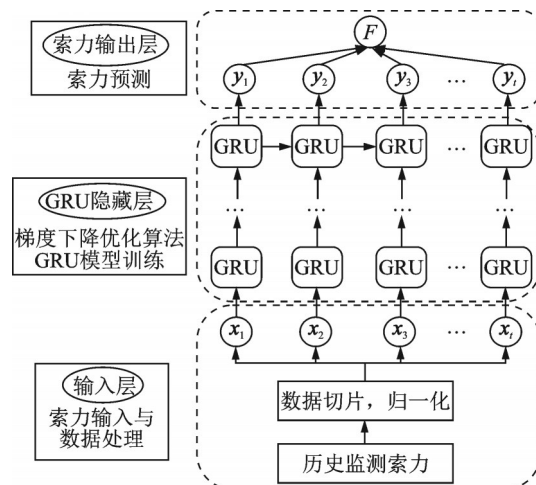 F
索力输出层
索力预测
y1 y2 y3 … yt
GRU GRU GRU … GRU
… … … …
GRU隐藏层
梯度下降优化算法
GRU模型训练
GRU GRU GRU … GRU
x1 x2 x3 … xt
输入层
索力输入与
数据处理
数据切片，归一化
历史监测索力